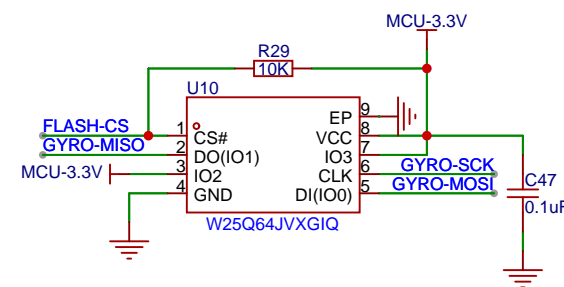 MCU-3.3V
R29
10K
U10
FLASH-CS
GYRO-MISO
MCU-3.3V
1 CS#
2 DO(IO1)
3 IO2
4 GND
EP 9
VCC 8
IO3 7
CLK 6
DI(IO0) 5
GYRO-SCK
GYRO-MOSI
C47
0.1uF
W25Q64JVXGIQ